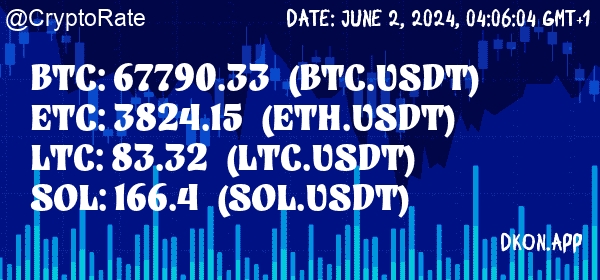 @CryptoRate
DATE: JUNE 2, 2024, 04:06:04 GMT+1
BTC: 67790.33 (BTC.USDT)
ETC: 3824.15 (ETH.USDT)
LTC: 83.32 (LTC.USDT)
SOL: 166.4 (SOL.USDT)
DKON.APP